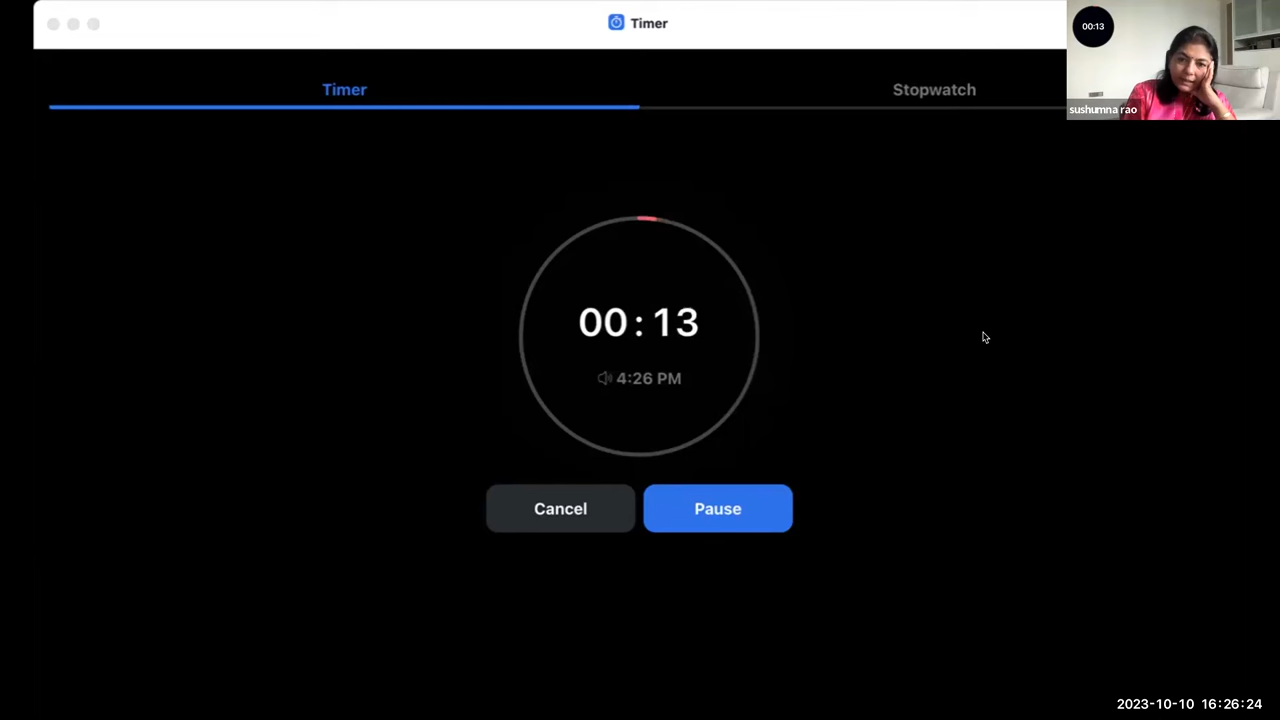 Timer
00:13
Timer
Stopwatch
sushumna rao
00:13
4:26 PM
Cancel
Pause
2023-10-10 16:26:24